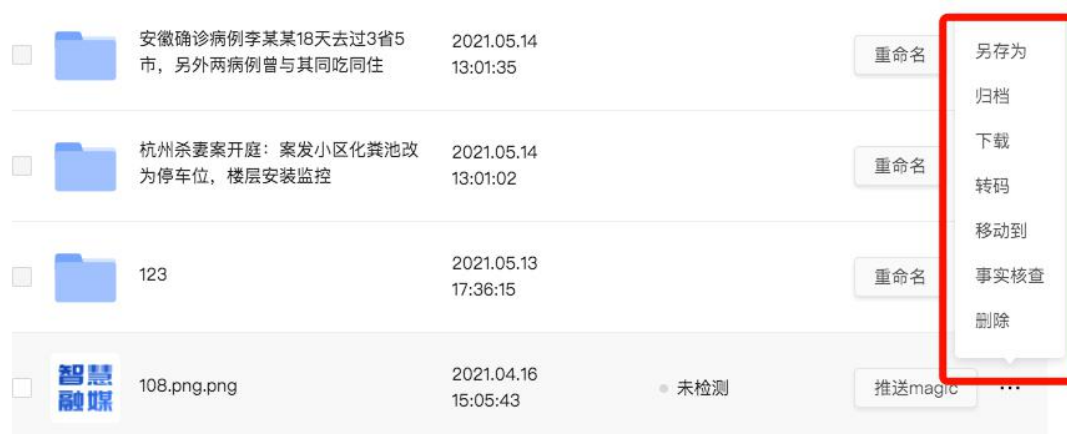 安徽确诊病例李某某18天去过3省5
市，另外两病例曾与其同吃同住
2021.05.14
13:01:35
重命名
杭州杀妻案开庭：案发小区化粪池改
为停车位，楼层安装监控
2021.05.14
13:01:02
重命名
123
2021.05.13
17:36:15
重命名
智慧
融媒
108.png.png
2021.04.16
15:05:43
未检测
推送magic
另存为
归档
下载
转码
移动到
事实核查
删除